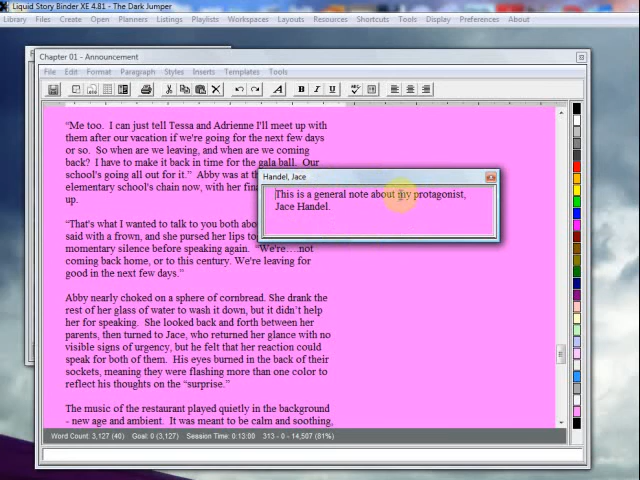 Liquid Story Binder XE 4.81 - The Dark Jumper
Library Files Create Open Planners Listings Playlists Workspaces Layouts Resources Shortcuts Tools Display Preferences About
Chapter 01 - Announcement
File Edit Format Paragraph Styles Inserts Templates Tools
A B I U
“Me too. I can just tell Tessa and Adrienne I'll meet up with
them after our vacation if we're going for the next few days
or so. So when are we leaving, and when are we coming
back? I have to make it back in time for the gala ball. Our
school's going all out for it.” Abby was at th
elementary school's chain now, with her fina
up.
Handel, Jace
This is a general note about my protagonist,
Jace Handel.
“That's what I wanted to talk to you both abo
said with a frown, and she pursed her lips to
momentary silence before speaking again. “We're….not
coming back home, or to this century. We're leaving for
good in the next few days.”
Abby nearly choked on a sphere of cornbread. She drank the
rest of her glass of water to wash it down, but it didn't help
her for speaking. She looked back and forth between her
parents, then turned to Jace, who returned her glance with no
visible signs of urgency, but he felt that her reaction could
speak for both of them. His eyes burned in the back of their
sockets, meaning they were flashing more than one color to
reflect his thoughts on the “surprise.”
The music of the restaurant played quietly in the background
- new age and ambient. It was meant to be calm and soothing,
Word Count: 3,127 (40) Goal: 0 (3,127) Session Time: 0:13:00 313 - 0 - 14,507 (81%)